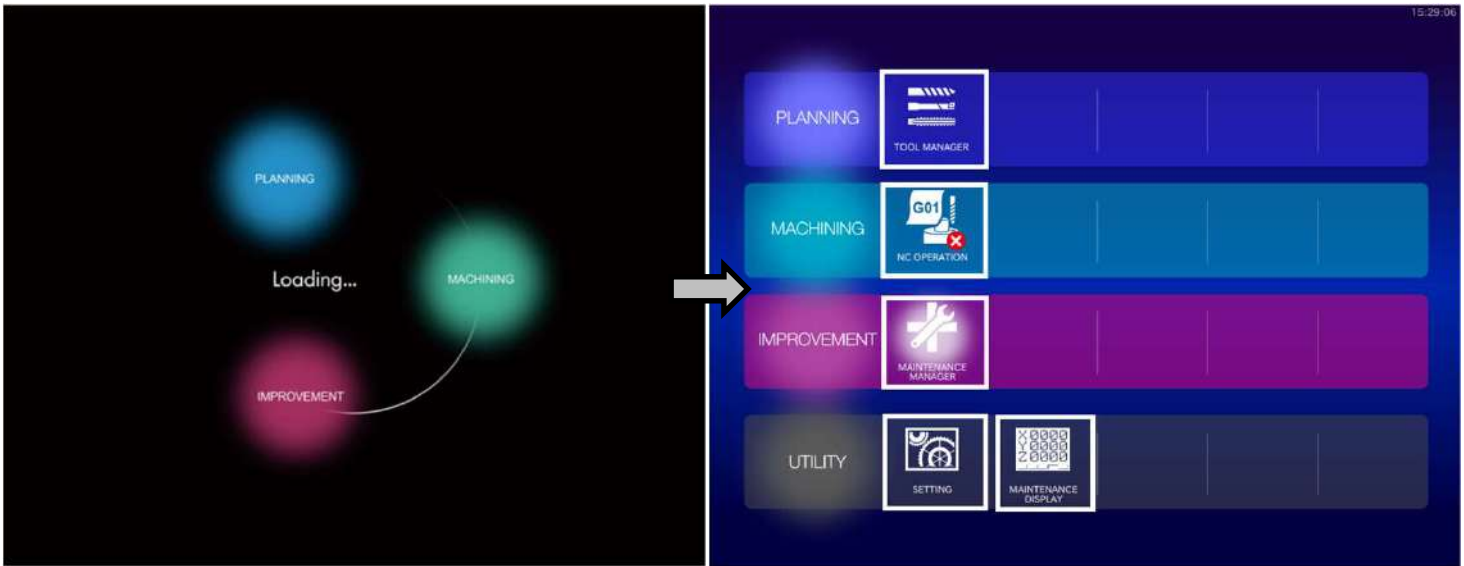 PLANNING
Loading...
MACHINING
IMPROVEMENT
15:29:06
PLANNING
TOOL MANAGER
MACHINING
G01
NC OPERATION
IMPROVEMENT
MAINTENANCE
MANAGER
UTILITY
SETTING
X0000
Y0000
Z0000
MAINTENANCE
DISPLAY